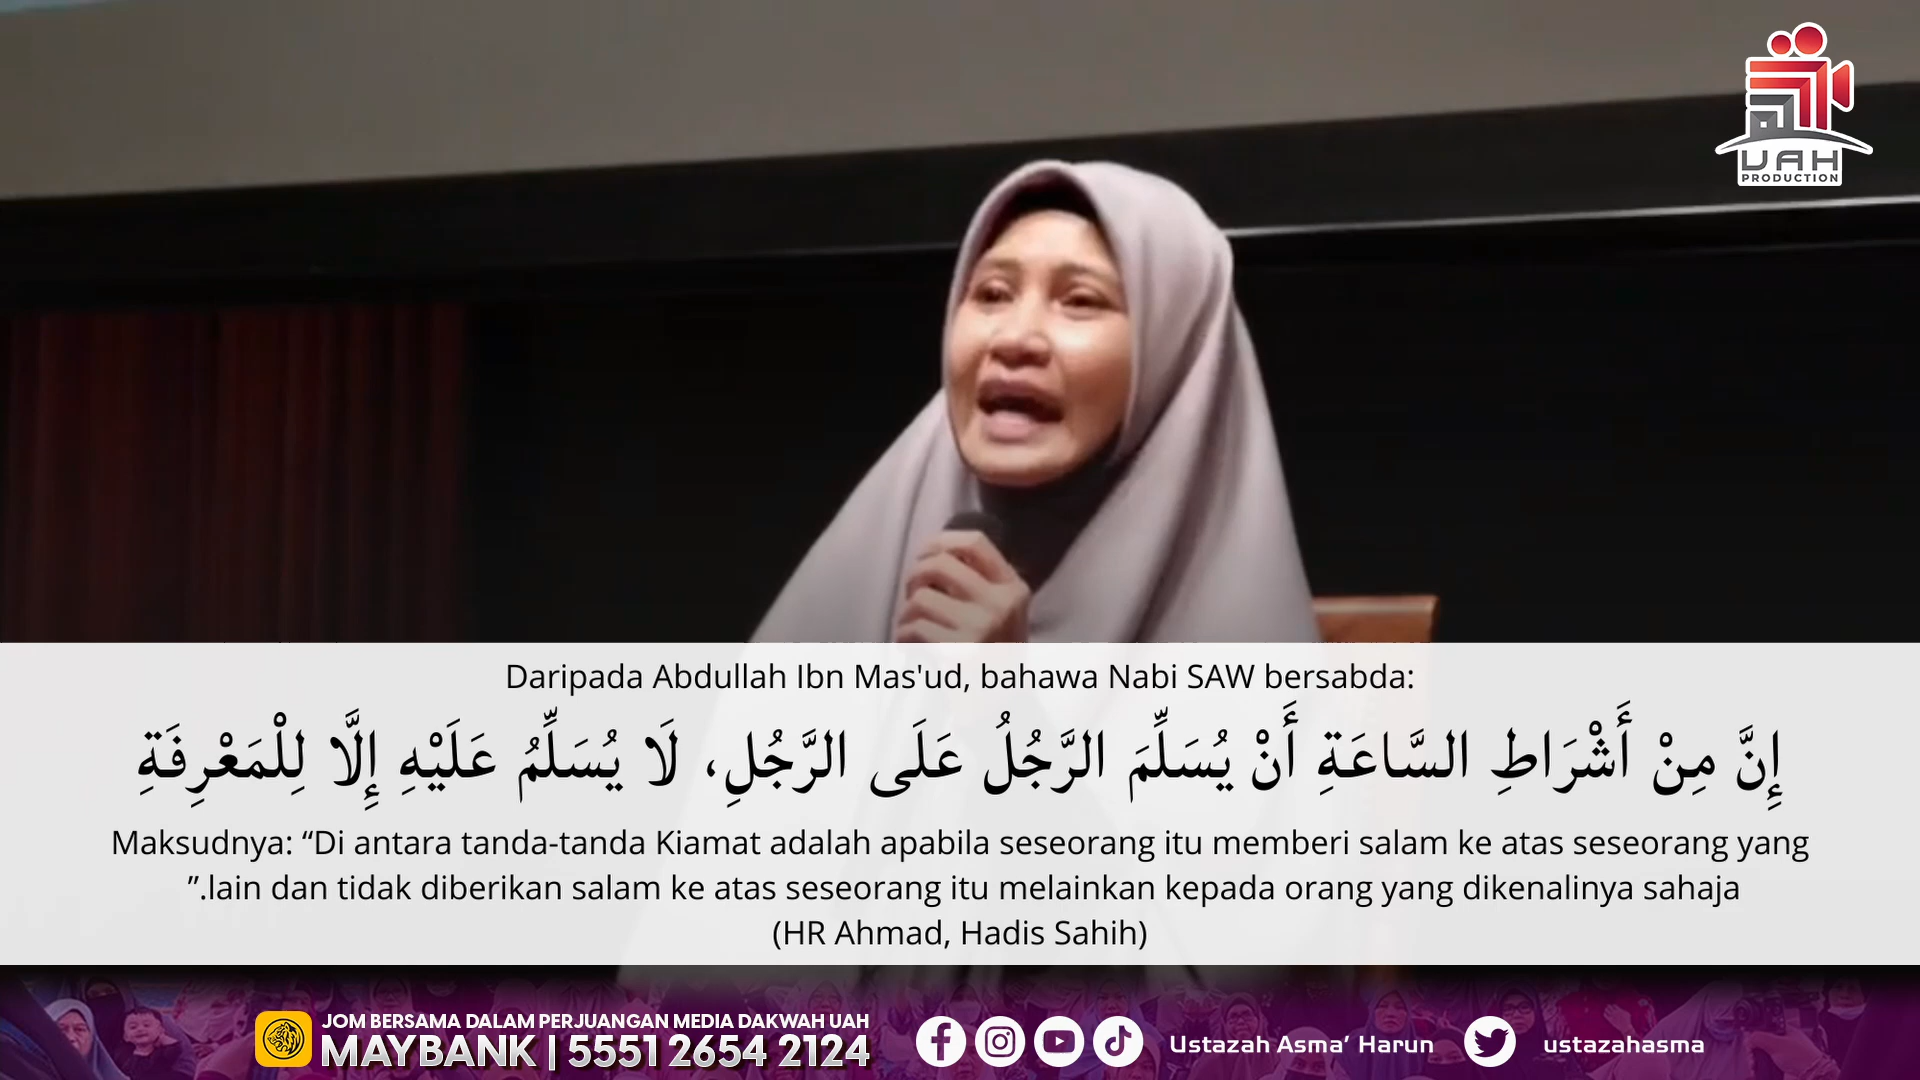 UAH
PRODUCTION
Daripada Abdullah Ibn Mas'ud, bahawa Nabi SAW bersabda:
إِنَّ مِنْ أَشْرَاطِ السَّاعَةِ أَنْ يُسَلِّمَ الرَّجُلُ عَلَى الرَّجُلِ، لَا يُسَلِّمُ عَلَيْهِ إِلَّا لِلْمَعْرِفَةِ
Maksudnya: “Di antara tanda-tanda Kiamat adalah apabila seseorang itu memberi salam ke atas seseorang yang
”.lain dan tidak diberikan salam ke atas seseorang itu melainkan kepada orang yang dikenalinya sahaja
(HR Ahmad, Hadis Sahih)
JOM BERSAMA DALAM PERJUANGAN MEDIA DAKWAH UAH
MAYBANK | 5551 2654 2124
Ustazah Asma’ Harun
ustazahasma